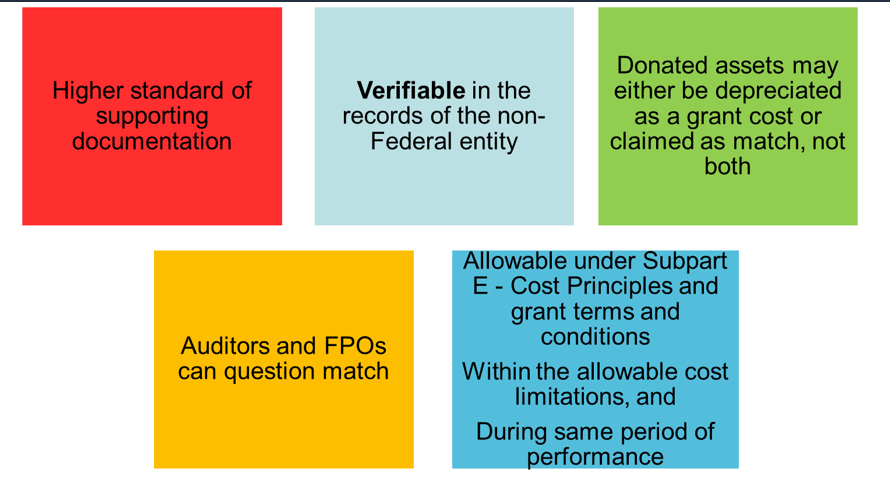 Higher standard of
supporting
documentation
Verifiable in the
records of the non-
Federal entity
Donated assets may
either be depreciated
as a grant cost or
claimed as match, not
both
Auditors and FPOs
can question match
Allowable under Subpart
E - Cost Principles and
grant terms and
conditions
Within the allowable cost
limitations, and
During same period of
performance